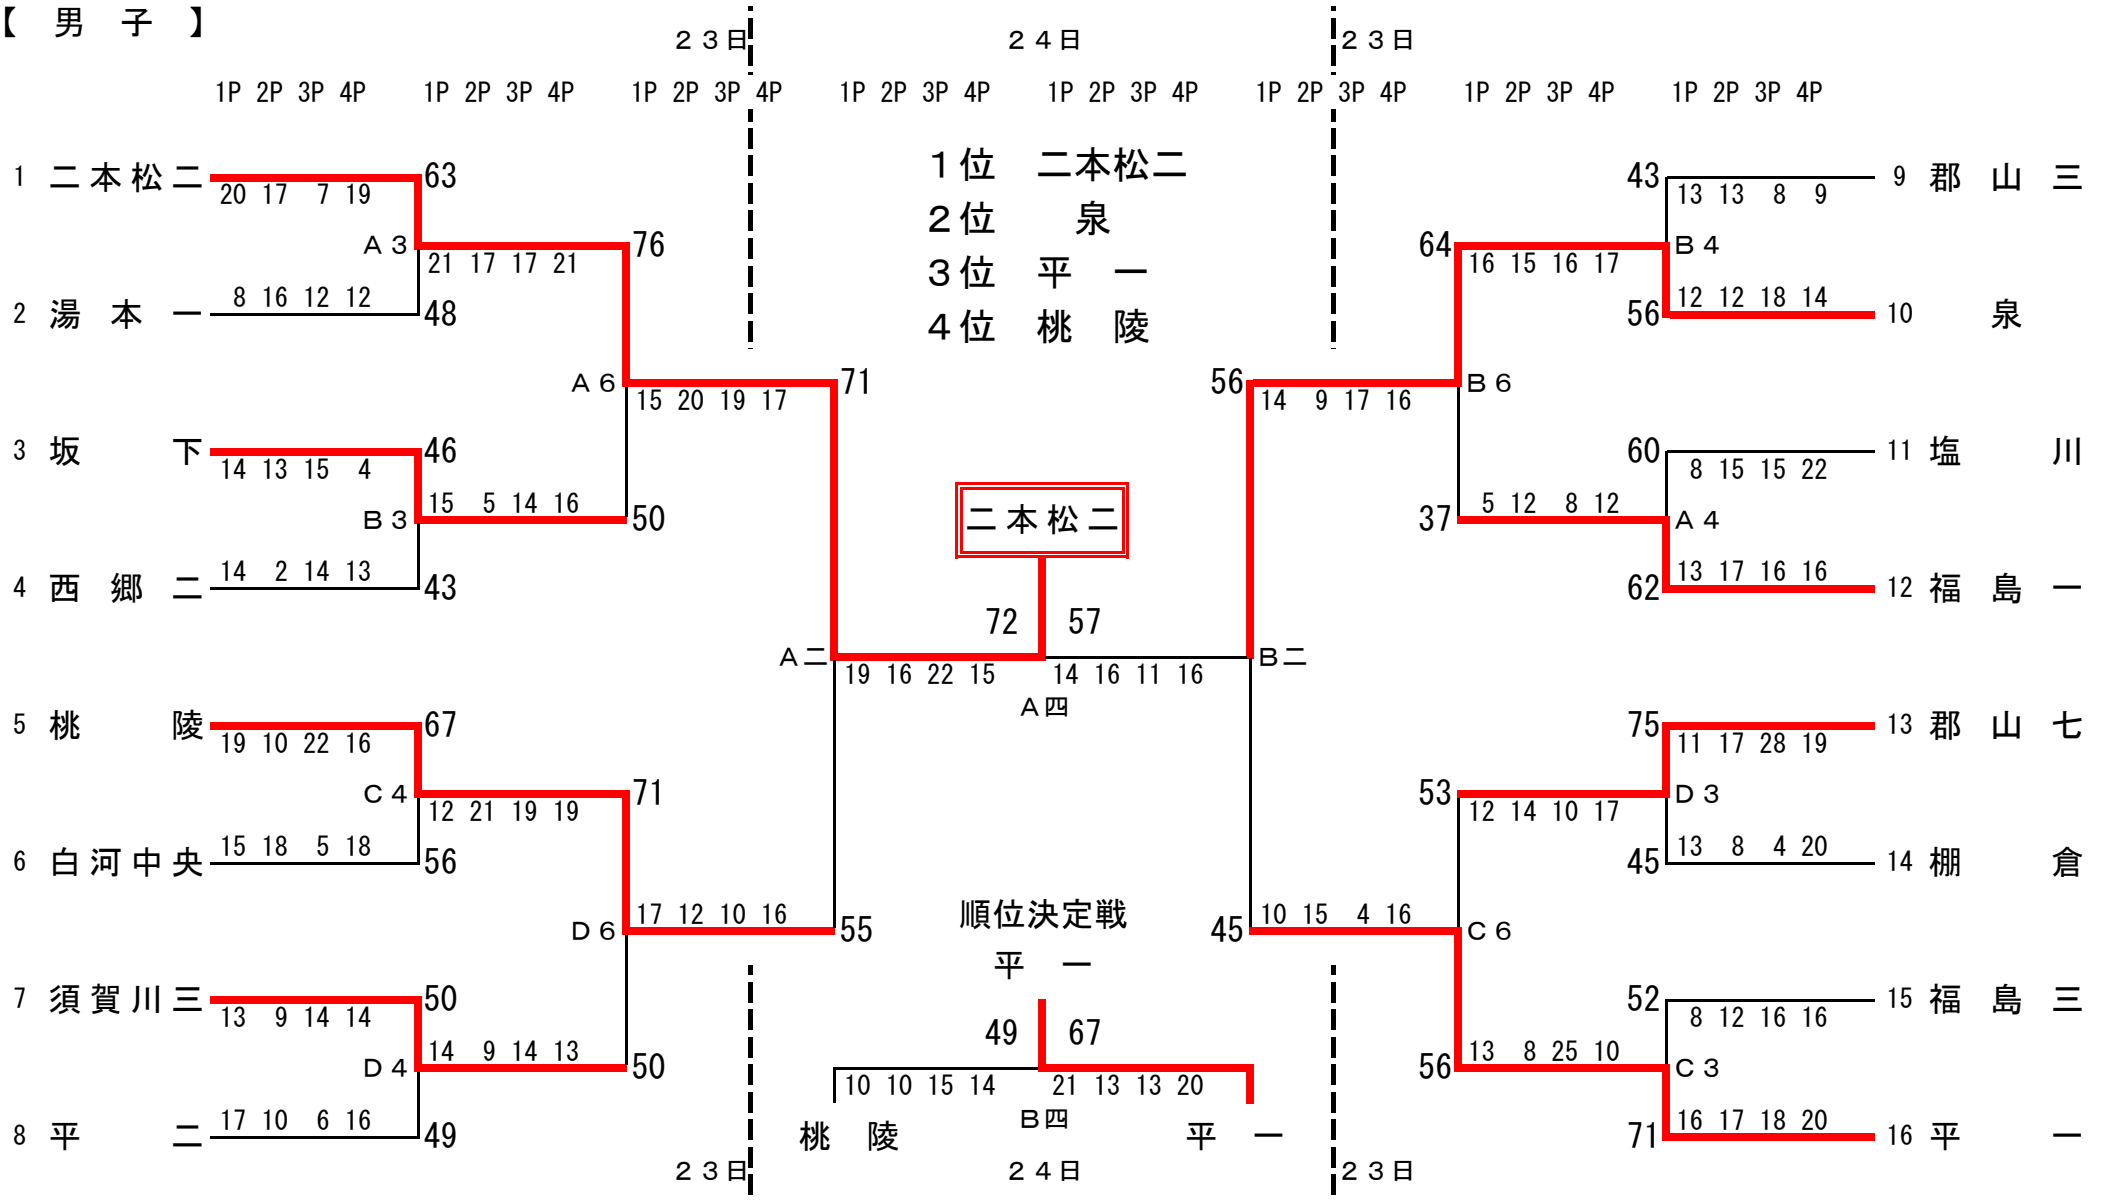 【　男　子　】
２３日　２４日　２３日
1P 2P 3P 4P　1P 2P 3P 4P　1P 2P 3P 4P　1P 2P 3P 4P　1P 2P 3P 4P　1P 2P 3P 4P　1P 2P 3P 4P　1P 2P 3P 4P
１位　二本松二
２位　泉
３位　平　一
４位　桃　陵
1 二本松二 63
20 17 7 19
A3
21 17 17 21
76
8 16 12 12
2 湯本一 48
A6
15 20 19 17
71
3 坂下 46
14 13 15 4
B3
15 5 14 16
50
14 2 14 13
4 西郷二 43
二本松二
72 57
A二
19 16 22 15
14 16 11 16
B二
A四
5 桃陵 67
19 10 22 16
C4
12 21 19 19
71
15 18 5 18
6 白河中央 56
D6
17 12 10 16
55
7 須賀川三 50
13 9 14 14
D4
14 9 14 13
50
17 10 6 16
8 平二 49
順位決定戦
平　一
49 67
10 10 15 14
21 13 13 20
B四
桃　陵　平　一
43 9 郡山三
13 13 8 9
64
B4
16 15 16 17
12 12 18 14
56 10 泉
56
B6
14 9 17 16
60 11 塩川
8 15 15 22
37
5 12 8 12
A4
13 17 16 16
62 12 福島一
75 13 郡山七
11 17 28 19
53
D3
12 14 10 17
13 8 4 20
45 14 棚倉
45
10 15 4 16
C6
52 15 福島三
8 12 16 16
56
13 8 25 10
C3
16 17 18 20
71 16 平一
２３日　２４日　２３日